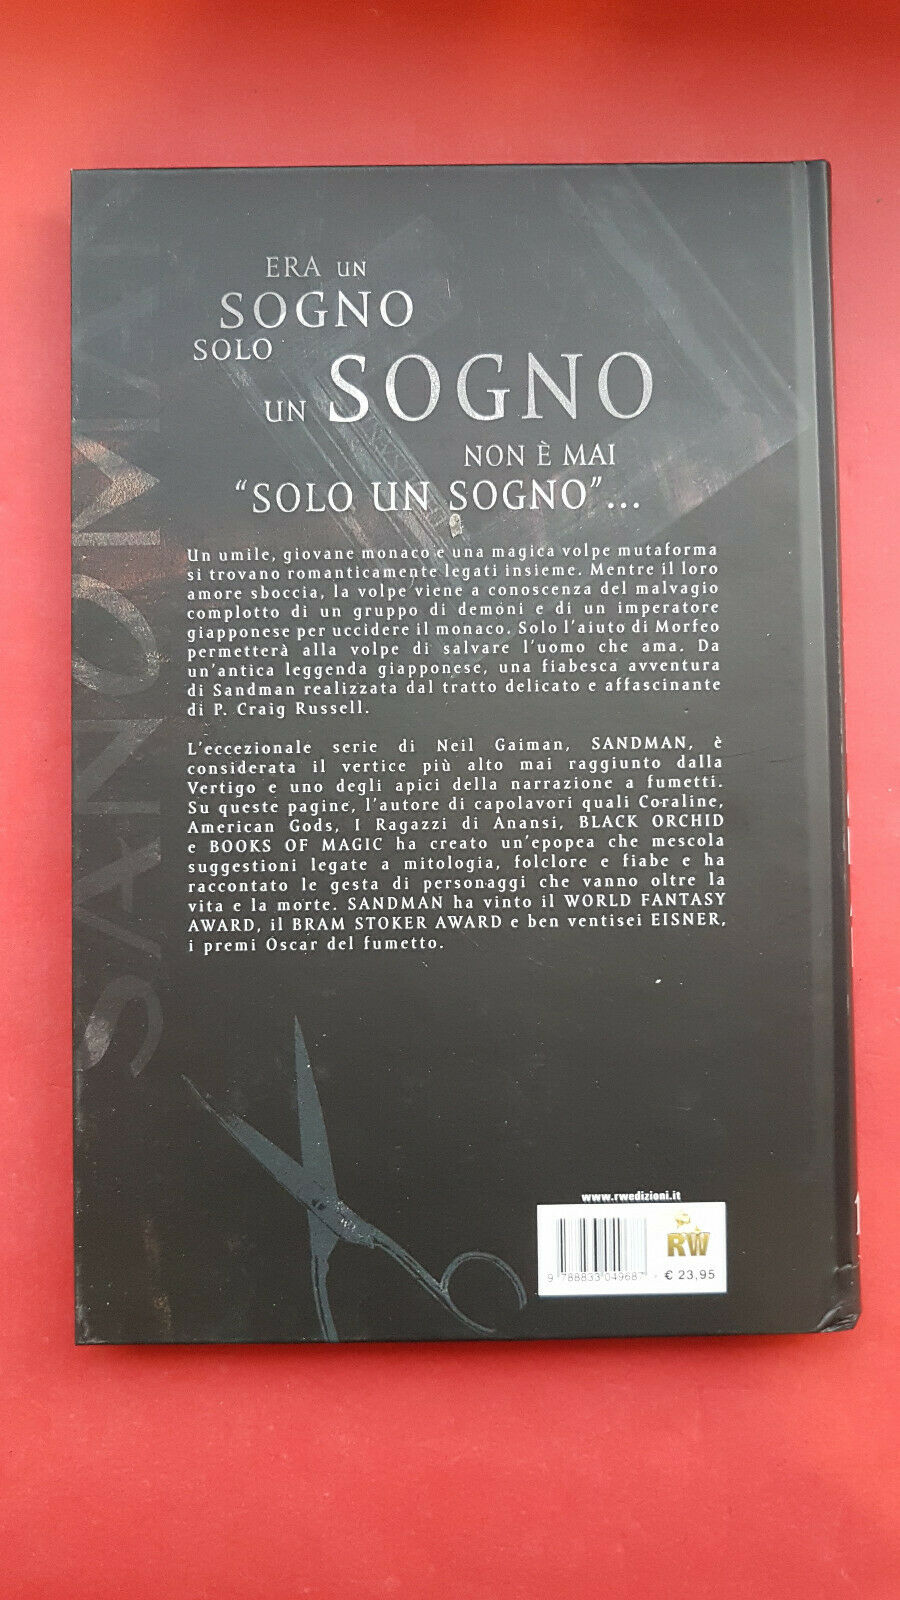 ERA UN
SOGNO
SOLO
UN SOGNO
NON È MAI
“SOLO UN SOGNO”...
Un umile, giovane monaco e una magica volpe mutaforma
si trovano romanticamente legati insieme. Mentre il loro
amore sboccia, la volpe viene a conoscenza del malvagio
complotto di un gruppo di demoni e di un imperatore
giapponese per uccidere il monaco. Solo l'aiuto di Morfeo
permetterà alla volpe di salvare l'uomo che ama. Da
un'antica leggenda giapponese, una fiabesca avventura
di Sandman realizzata dal tratto delicato e affascinante
di P. Craig Russell.
L'eccezionale serie di Neil Gaiman, SANDMAN, è
considerata il vertice più alto mai raggiunto dalla
Vertigo e uno degli apici della narrazione a fumetti.
Su queste pagine, l'autore di capolavori quali Coraline,
American Gods, I Ragazzi di Anansi, BLACK ORCHID
e BOOKS OF MAGIC ha creato un'epopea che mescola
suggestioni legate a mitologia, folclore e fiabe e ha
raccontato le gesta di personaggi che vanno oltre la
vita e la morte. SANDMAN ha vinto il WORLD FANTASY
AWARD, il BRAM STOKER AWARD e ben ventisei EISNER,
i premi Oscar del fumetto.
SANDMAN
www.rwedizioni.it
RW
9 788833 049687
€ 23,95